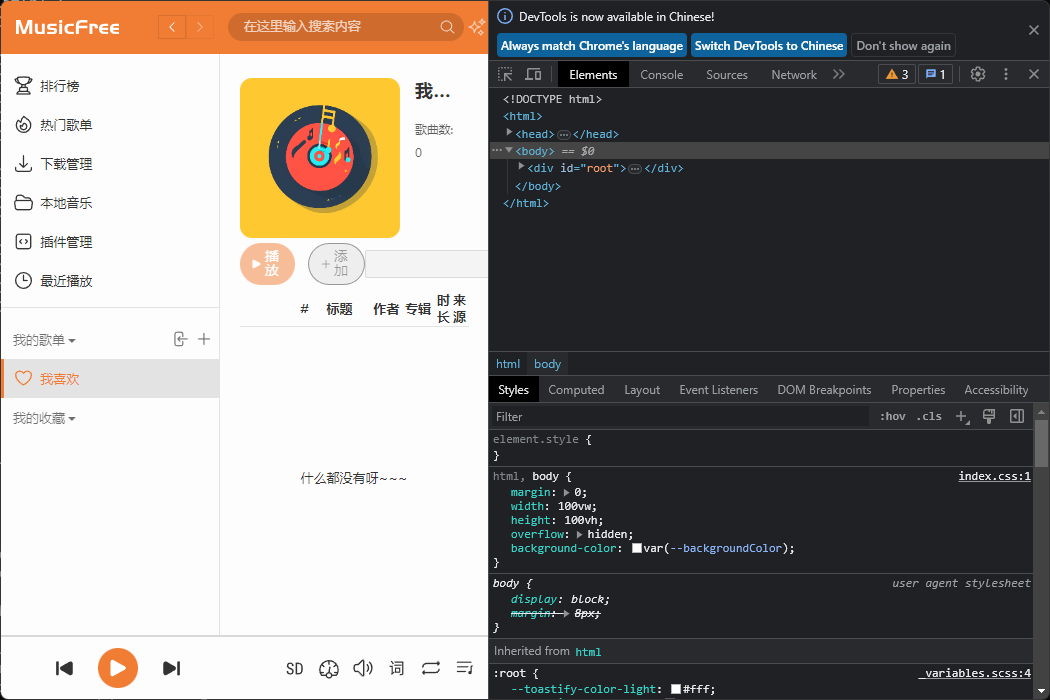 MusicFree
在这里输入搜索内容
排行榜
热门歌单
下载管理
本地音乐
插件管理
最近播放
我的歌单
我喜欢
我的收藏
我...
歌曲数:
0
播放
+ 添加
# 标题 作者 专辑 时长 来源
什么都没有呀~~~
SD 词
DevTools is now available in Chinese!
Always match Chrome's language Switch DevTools to Chinese Don't show again
Elements Console Sources Network 3 1
<!DOCTYPE html>
<html>
<head> … </head>
… <body> == $0
<div id="root"> … </div>
</body>
</html>
html body
Styles Computed Layout Event Listeners DOM Breakpoints Properties Accessibility
Filter :hov .cls
element.style {
}
html, body { index.css:1
margin: 0;
width: 100vw;
height: 100vh;
overflow: hidden;
background-color: var(--backgroundColor);
}
body { user agent stylesheet
display: block;
margin: 8px;
}
Inherited from html
:root { _variables.scss:4
--toastify-color-light: #fff;